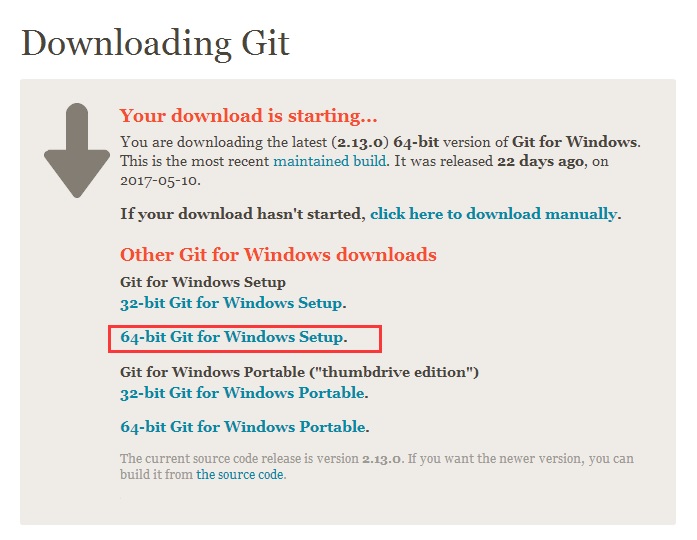 Downloading Git
Your download is starting...
You are downloading the latest (2.13.0) 64-bit version of Git for Windows.
This is the most recent maintained build. It was released 22 days ago, on
2017-05-10.
If your download hasn't started, click here to download manually.
Other Git for Windows downloads
Git for Windows Setup
32-bit Git for Windows Setup.
64-bit Git for Windows Setup.
Git for Windows Portable ("thumbdrive edition")
32-bit Git for Windows Portable.
64-bit Git for Windows Portable.
The current source code release is version 2.13.0. If you want the newer version, you can
build it from the source code.